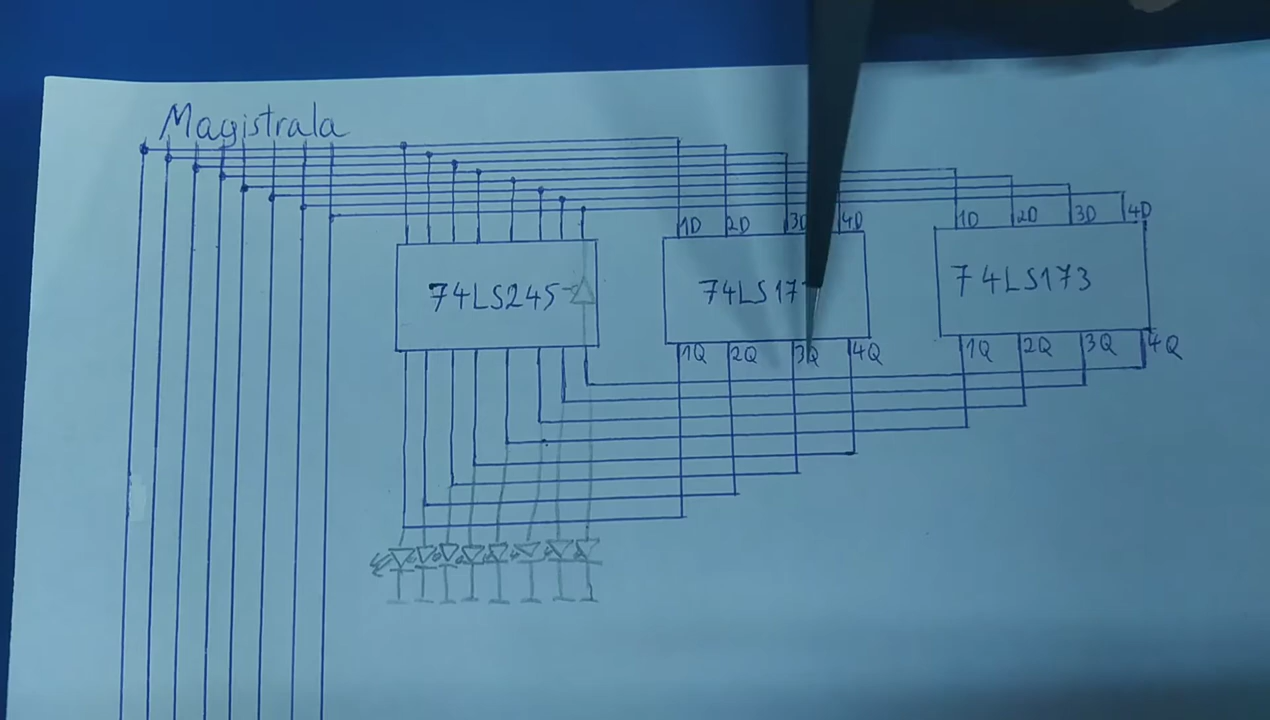 Magistrala
1D 2D 3D 4D
1D 2D 3D 4D
74LS245
74LS17
74LS173
1Q 2Q 3Q 4Q
1Q 2Q 3Q 4Q